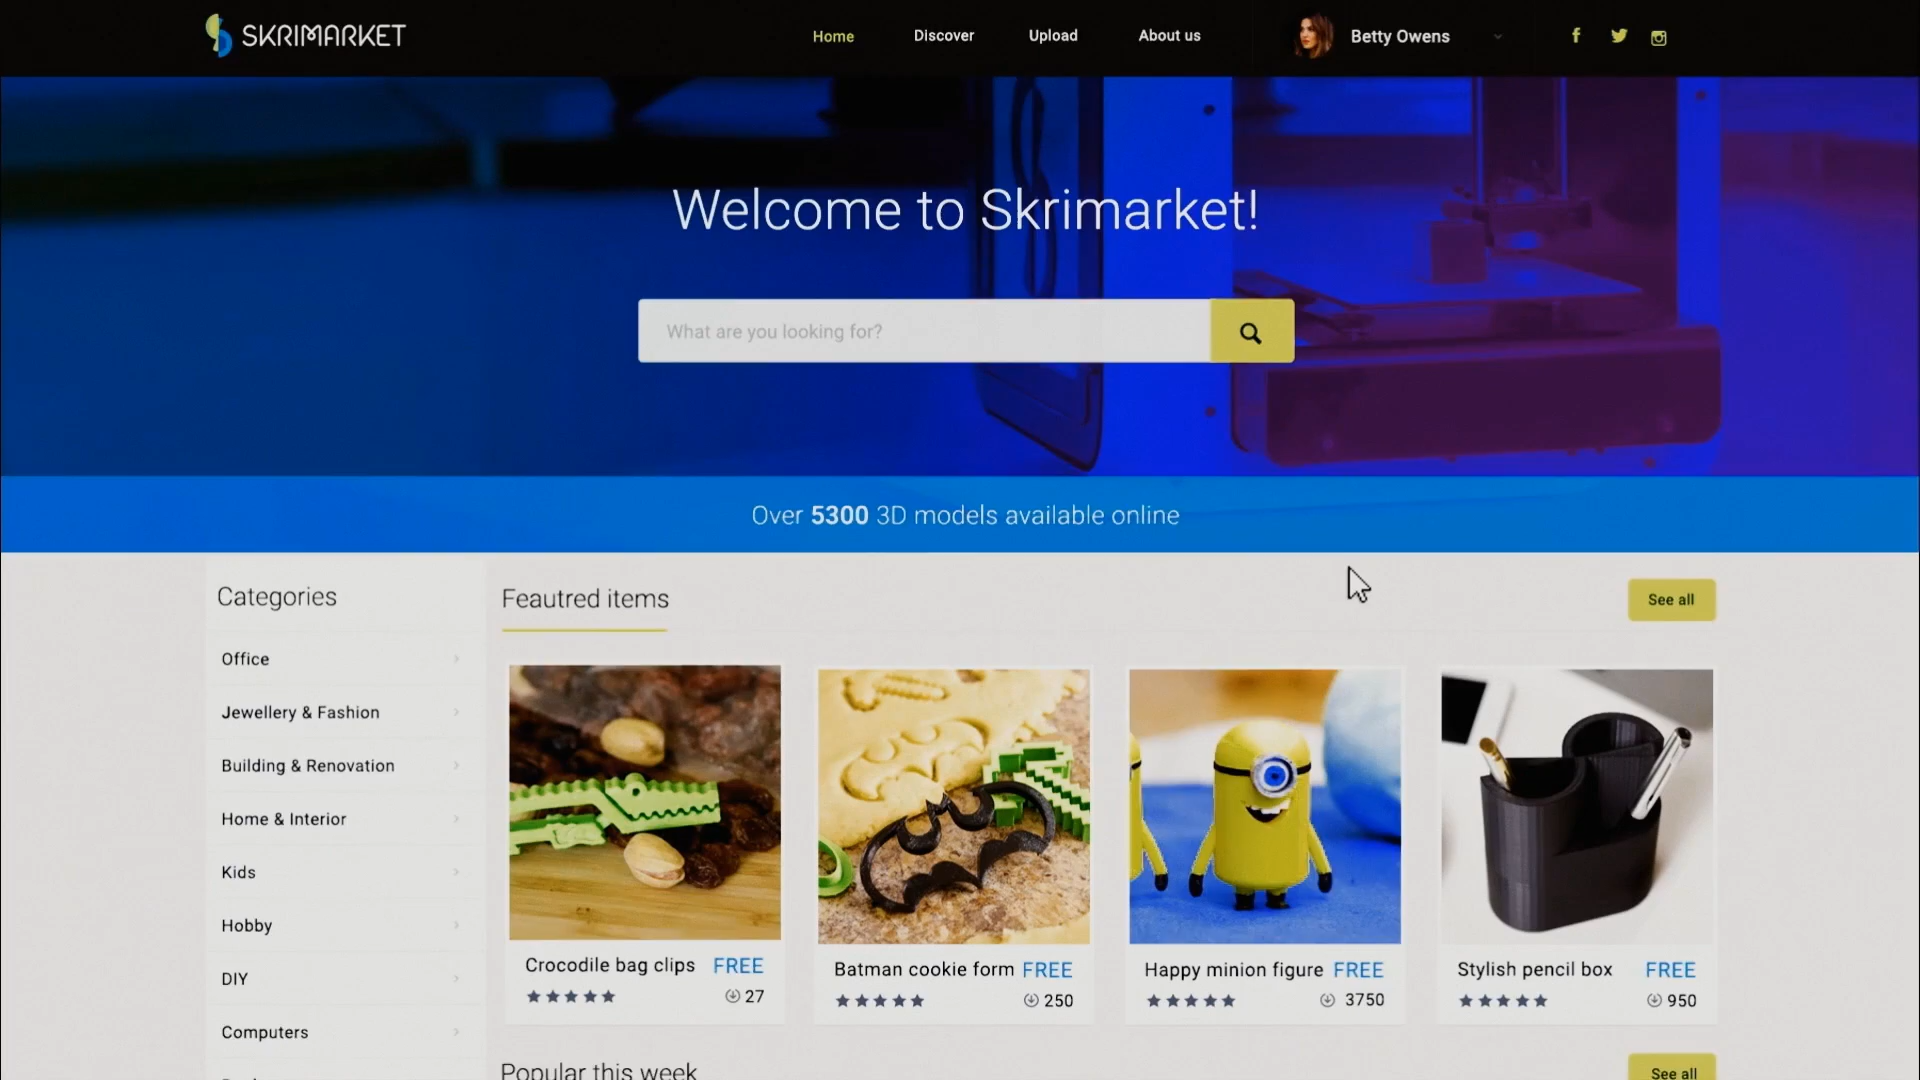 SKRIMARKET
Home
Discover
Upload
About us
Betty Owens
Welcome to Skrimarket!
What are you looking for?
Over 5300 3D models available online
Categories
Office
Jewellery & Fashion
Building & Renovation
Home & Interior
Kids
Hobby
DIY
Computers
Feautred items
See all
Crocodile bag clips FREE
27
Batman cookie form FREE
250
Happy minion figure FREE
3750
Stylish pencil box FREE
950
Popular this week
See all